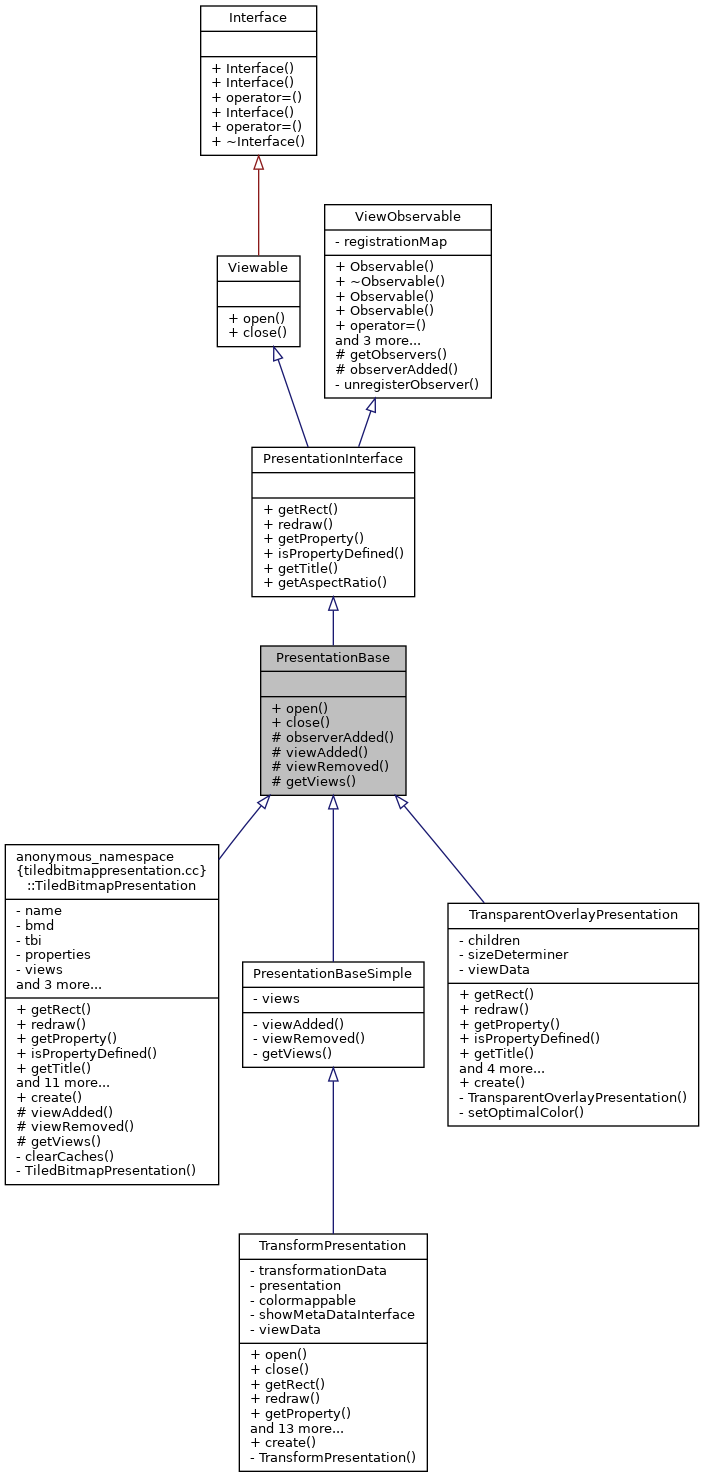 Interface
+ Interface()
+ Interface()
+ operator=()
+ Interface()
+ operator=()
+ ~Interface()
ViewObservable
- registrationMap
+ Observable()
+ ~Observable()
+ Observable()
+ Observable()
+ operator=()
and 3 more...
# getObservers()
# observerAdded()
- unregisterObserver()
Viewable
+ open()
+ close()
PresentationInterface
+ getRect()
+ redraw()
+ getProperty()
+ isPropertyDefined()
+ getTitle()
+ getAspectRatio()
PresentationBase
+ open()
+ close()
# observerAdded()
# viewAdded()
# viewRemoved()
# getViews()
anonymous_namespace
{tiledbitmappresentation.cc}
::TiledBitmapPresentation
- name
- bmd
- tbi
- properties
- views
and 3 more...
+ getRect()
+ redraw()
+ getProperty()
+ isPropertyDefined()
+ getTitle()
and 11 more...
+ create()
# viewAdded()
# viewRemoved()
# getViews()
- clearCaches()
- TiledBitmapPresentation()
PresentationBaseSimple
- views
- viewAdded()
- viewRemoved()
- getViews()
TransparentOverlayPresentation
- children
- sizeDeterminer
- viewData
+ getRect()
+ redraw()
+ getProperty()
+ isPropertyDefined()
+ getTitle()
and 4 more...
+ create()
- TransparentOverlayPresentation()
- setOptimalColor()
TransformPresentation
- transformationData
- presentation
- colormappable
- showMetaDataInterface
- viewData
+ open()
+ close()
+ getRect()
+ redraw()
+ getProperty()
and 13 more...
+ create()
- TransformPresentation()